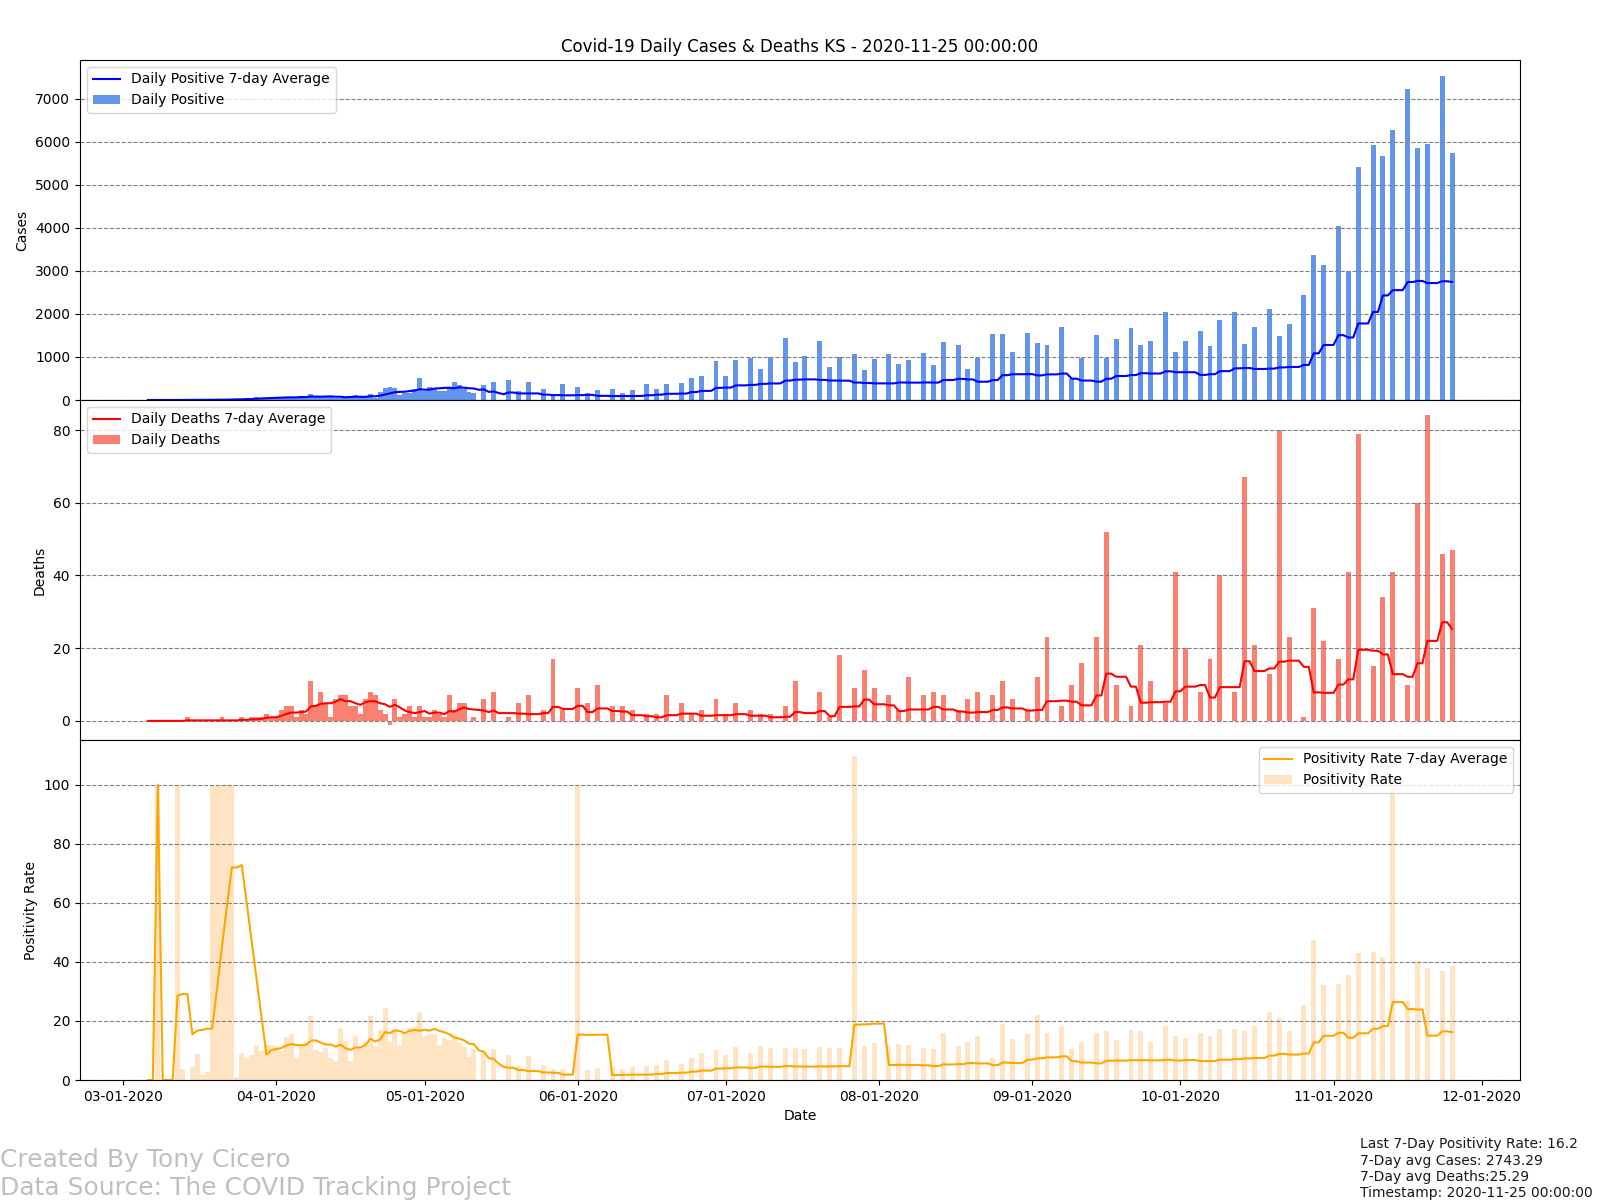 Covid-19 Daily Cases & Deaths KS - 2020-11-25 00:00:00
Daily Positive 7-day Average
Daily Positive
7000
6000
5000
4000
3000
2000
1000
0
Cases
Daily Deaths 7-day Average
Daily Deaths
80
60
40
20
0
Deaths
Positivity Rate 7-day Average
Positivity Rate
100
80
60
40
20
0
Positivity Rate
03-01-2020 04-01-2020 05-01-2020 06-01-2020 07-01-2020 08-01-2020 09-01-2020 10-01-2020 11-01-2020 12-01-2020
Date
Created By Tony Cicero
Data Source: The COVID Tracking Project
Last 7-Day Positivity Rate: 16.2
7-Day avg Cases: 2743.29
7-Day avg Deaths:25.29
Timestamp: 2020-11-25 00:00:00